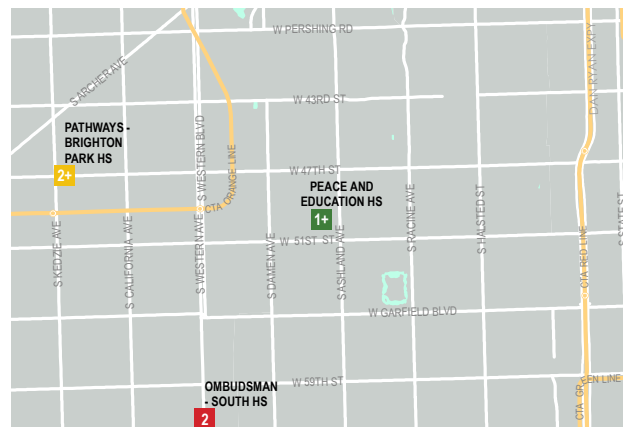 W PERSHING RD
S ARCHER AVE
DAN RYAN EXPY
W 43RD ST
PATHWAYS -
BRIGHTON
PARK HS
2+
S WESTERN BLVD
W 47TH ST
PEACE AND
EDUCATION HS
1+
CTA ORANGE LINE
S KEDZIE AVE
S CALIFORNIA AVE
S WESTERN AVE
S DAMEN AVE
S ASHLAND AVE
S RACINE AVE
S HALSTED ST
S STATE ST
W 51ST ST
CTA RED LINE
W GARFIELD BLVD
W 59TH ST
CTA GREEN LINE
OMBUDSMAN
- SOUTH HS
2